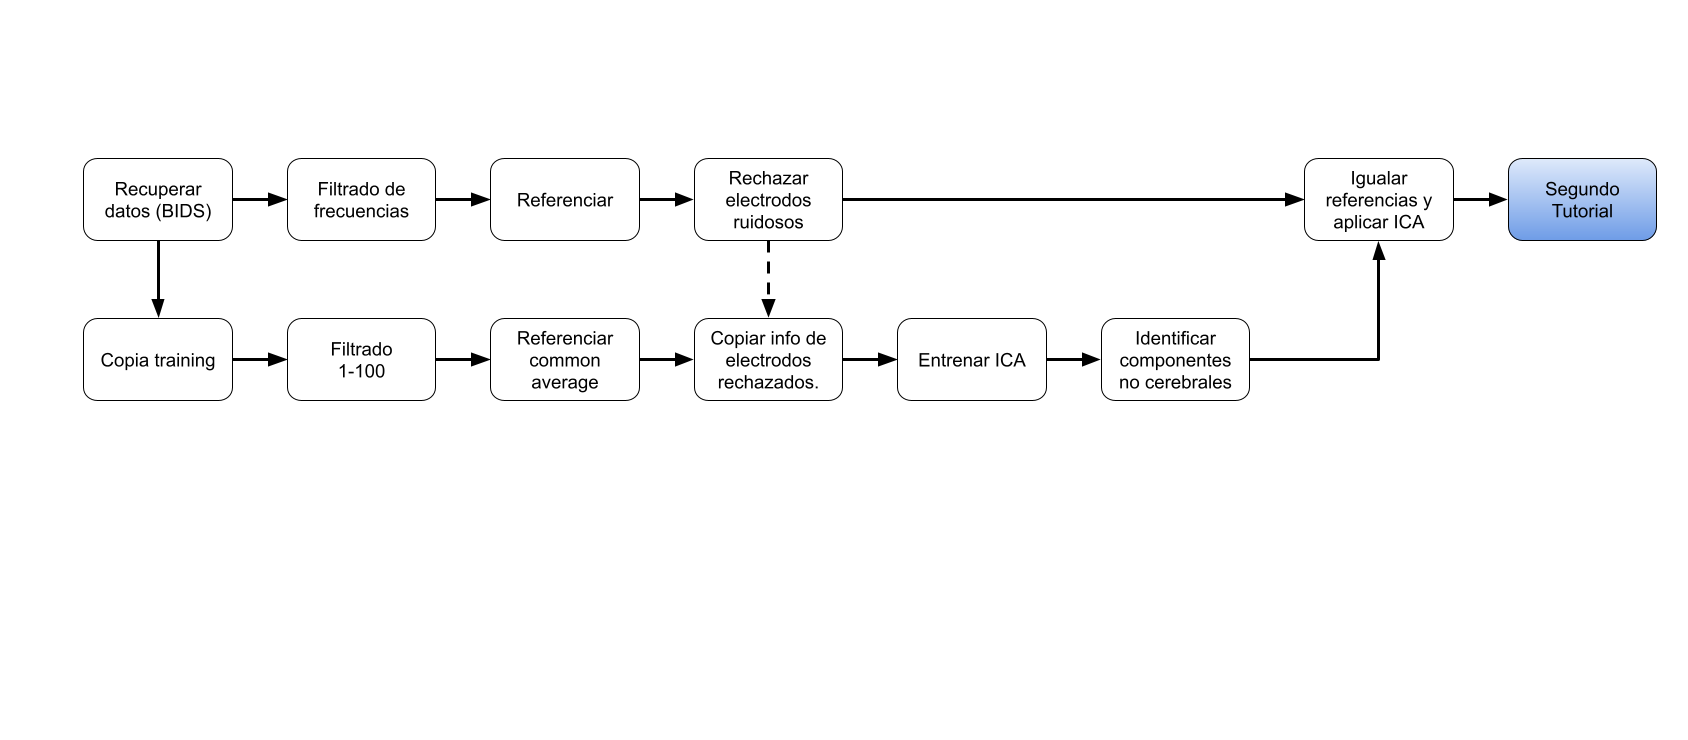 Recuperar
datos (BIDS)
Filtrado de
frecuencias
Referenciar
Rechazar
electrodos
ruidosos
Igualar
referencias y
aplicar ICA
Segundo
Tutorial
Copia training
Filtrado
1-100
Referenciar
common
average
Copiar info de
electrodos
rechazados.
Entrenar ICA
Identificar
componentes
no cerebrales